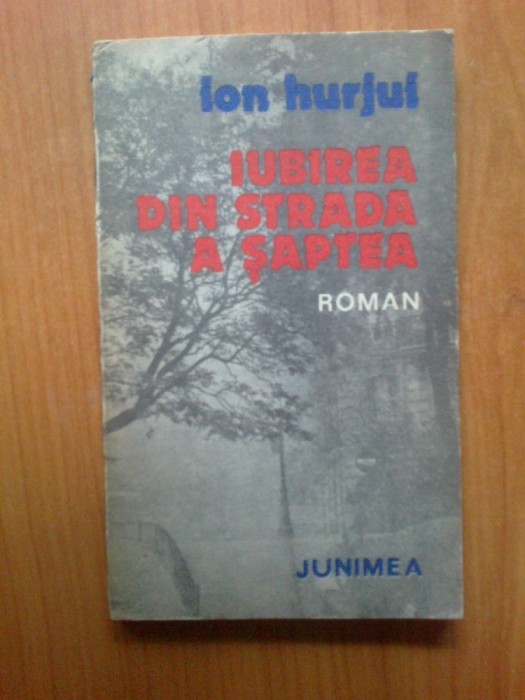 ion hurjui
IUBIREA
DIN STRADA
A ŞAPTEA
ROMAN
JUNIMEA